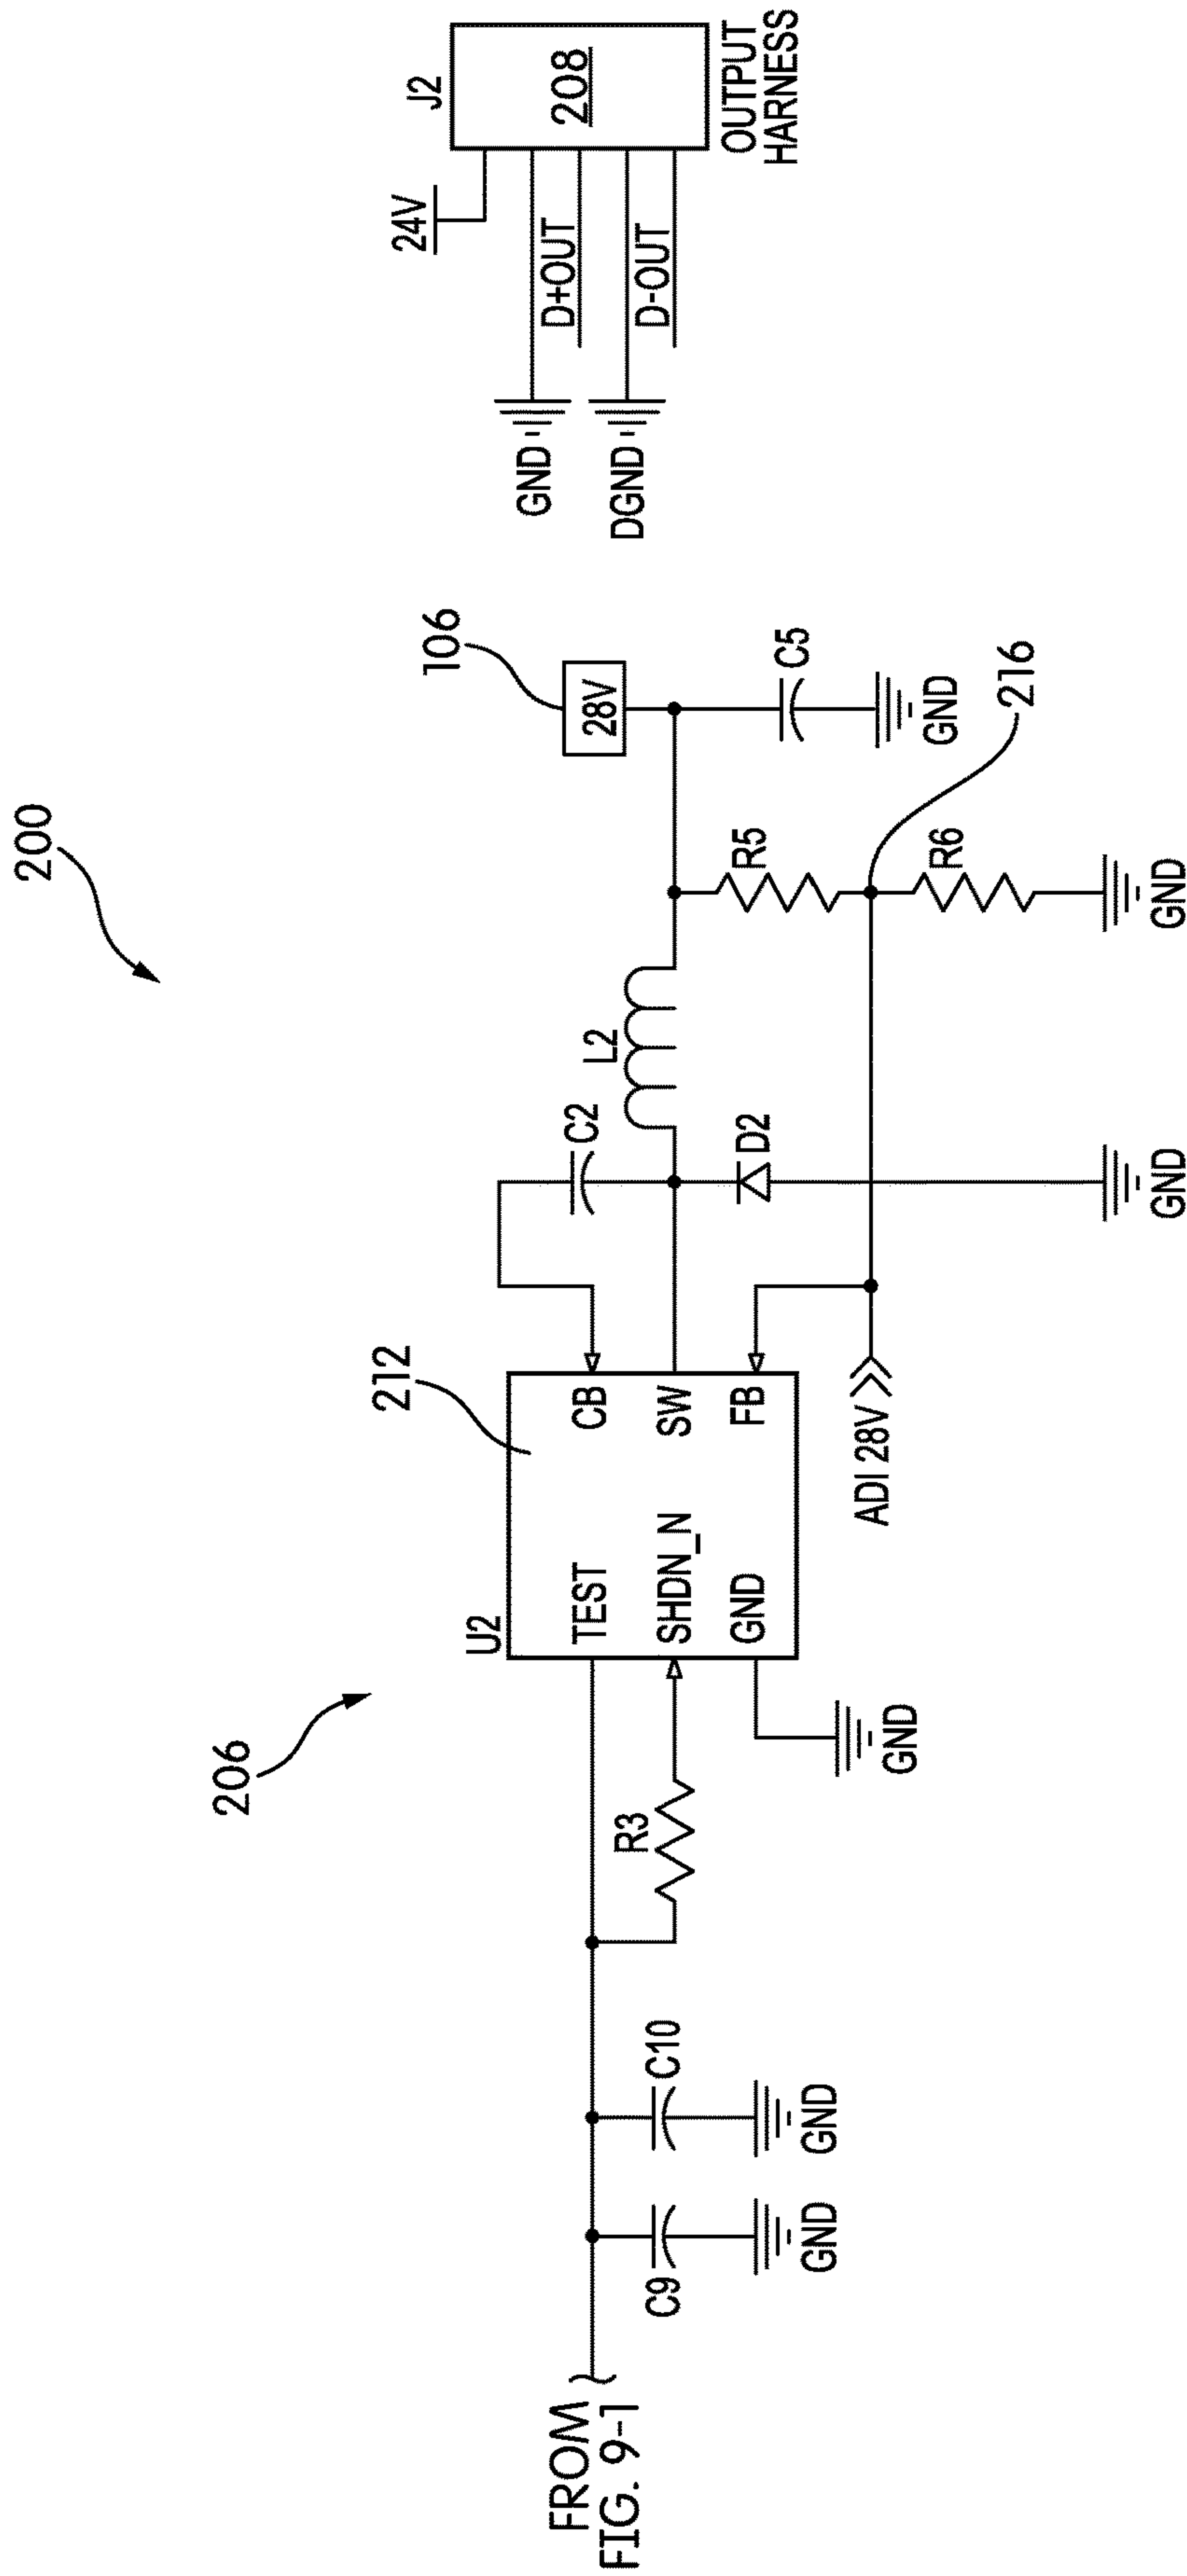 200
206
212
106
216
FROM
FIG. 9-1
C9
GND
C10
GND
R3
U2
TEST
SHDN_N
GND
CB
SW
FB
GND
ADI 28V
C2
L2
D2
GND
R5
R6
GND
28V
C5
GND
24V
J2
208
GND
D+OUT
DGND
D-OUT
OUTPUT
HARNESS